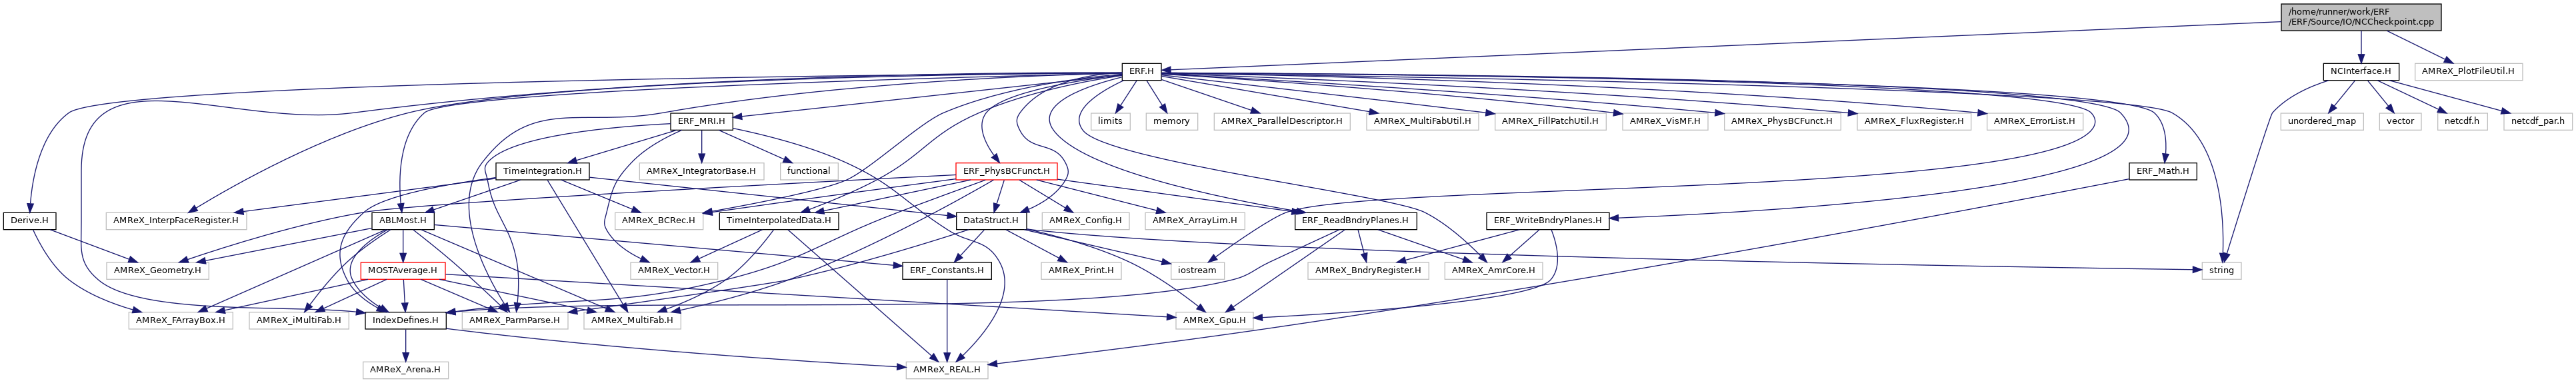 /home/runner/work/ERF
/ERF/Source/IO/NCCheckpoint.cpp
ERF.H
NCInterface.H
AMReX_PlotFileUtil.H
ERF_MRI.H
limits
memory
AMReX_ParallelDescriptor.H
AMReX_MultiFabUtil.H
AMReX_FillPatchUtil.H
AMReX_VisMF.H
AMReX_PhysBCFunct.H
AMReX_FluxRegister.H
AMReX_ErrorList.H
unordered_map
vector
netcdf.h
netcdf_par.h
TimeIntegration.H
AMReX_IntegratorBase.H
functional
ERF_PhysBCFunct.H
ERF_Math.H
Derive.H
AMReX_InterpFaceRegister.H
ABLMost.H
AMReX_BCRec.H
TimeInterpolatedData.H
DataStruct.H
AMReX_Config.H
AMReX_ArrayLim.H
ERF_ReadBndryPlanes.H
ERF_WriteBndryPlanes.H
AMReX_Geometry.H
MOSTAverage.H
AMReX_Vector.H
ERF_Constants.H
AMReX_Print.H
iostream
AMReX_BndryRegister.H
AMReX_AmrCore.H
string
AMReX_FArrayBox.H
AMReX_iMultiFab.H
IndexDefines.H
AMReX_ParmParse.H
AMReX_MultiFab.H
AMReX_Gpu.H
AMReX_Arena.H
AMReX_REAL.H